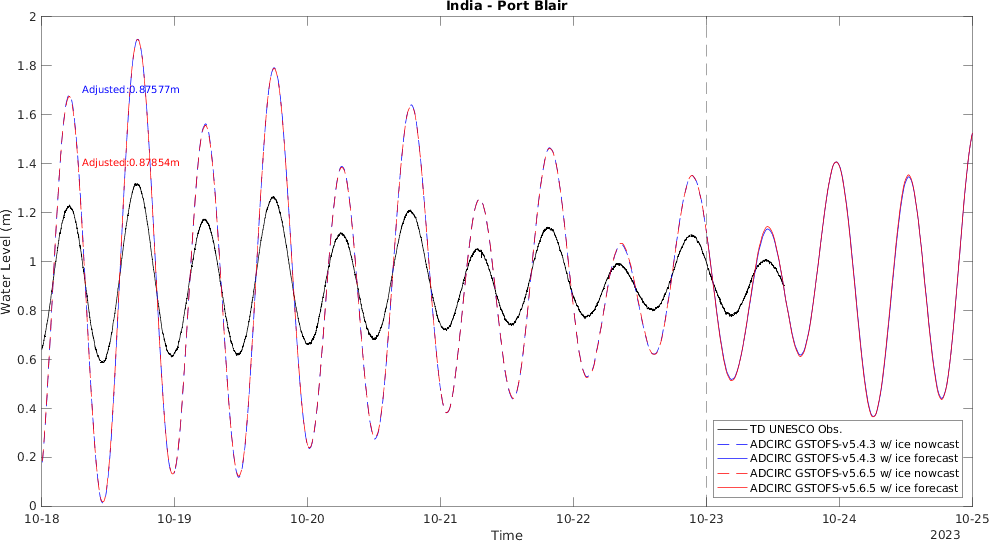 India - Port Blair
2
1.8
1.6
1.4
1.2
1
0.8
0.6
0.4
0.2
0
Water Level (m)
Adjusted:0.87577m
Adjusted:0.87854m
TD UNESCO Obs.
ADCIRC GSTOFS-v5.4.3 w/ ice nowcast
ADCIRC GSTOFS-v5.4.3 w/ ice forecast
ADCIRC GSTOFS-v5.6.5 w/ ice nowcast
ADCIRC GSTOFS-v5.6.5 w/ ice forecast
10-18 10-19 10-20 10-21 10-22 10-23 10-24 10-25
Time
2023